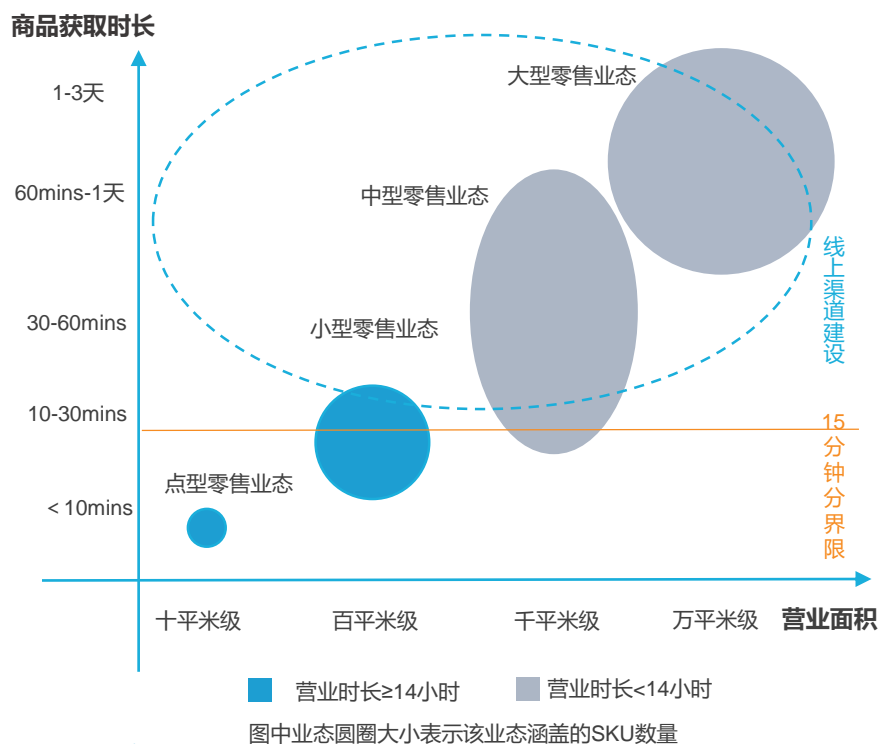 商品获取时长
1-3天
60mins-1天
30-60mins
10-30mins
< 10mins
大型零售业态
中型零售业态
小型零售业态
点型零售业态
线上渠道建设
15分钟分界限
十平米级
百平米级
千平米级
万平米级
营业面积
营业时长≥14小时
营业时长<14小时
图中业态圆圈大小表示该业态涵盖的SKU数量